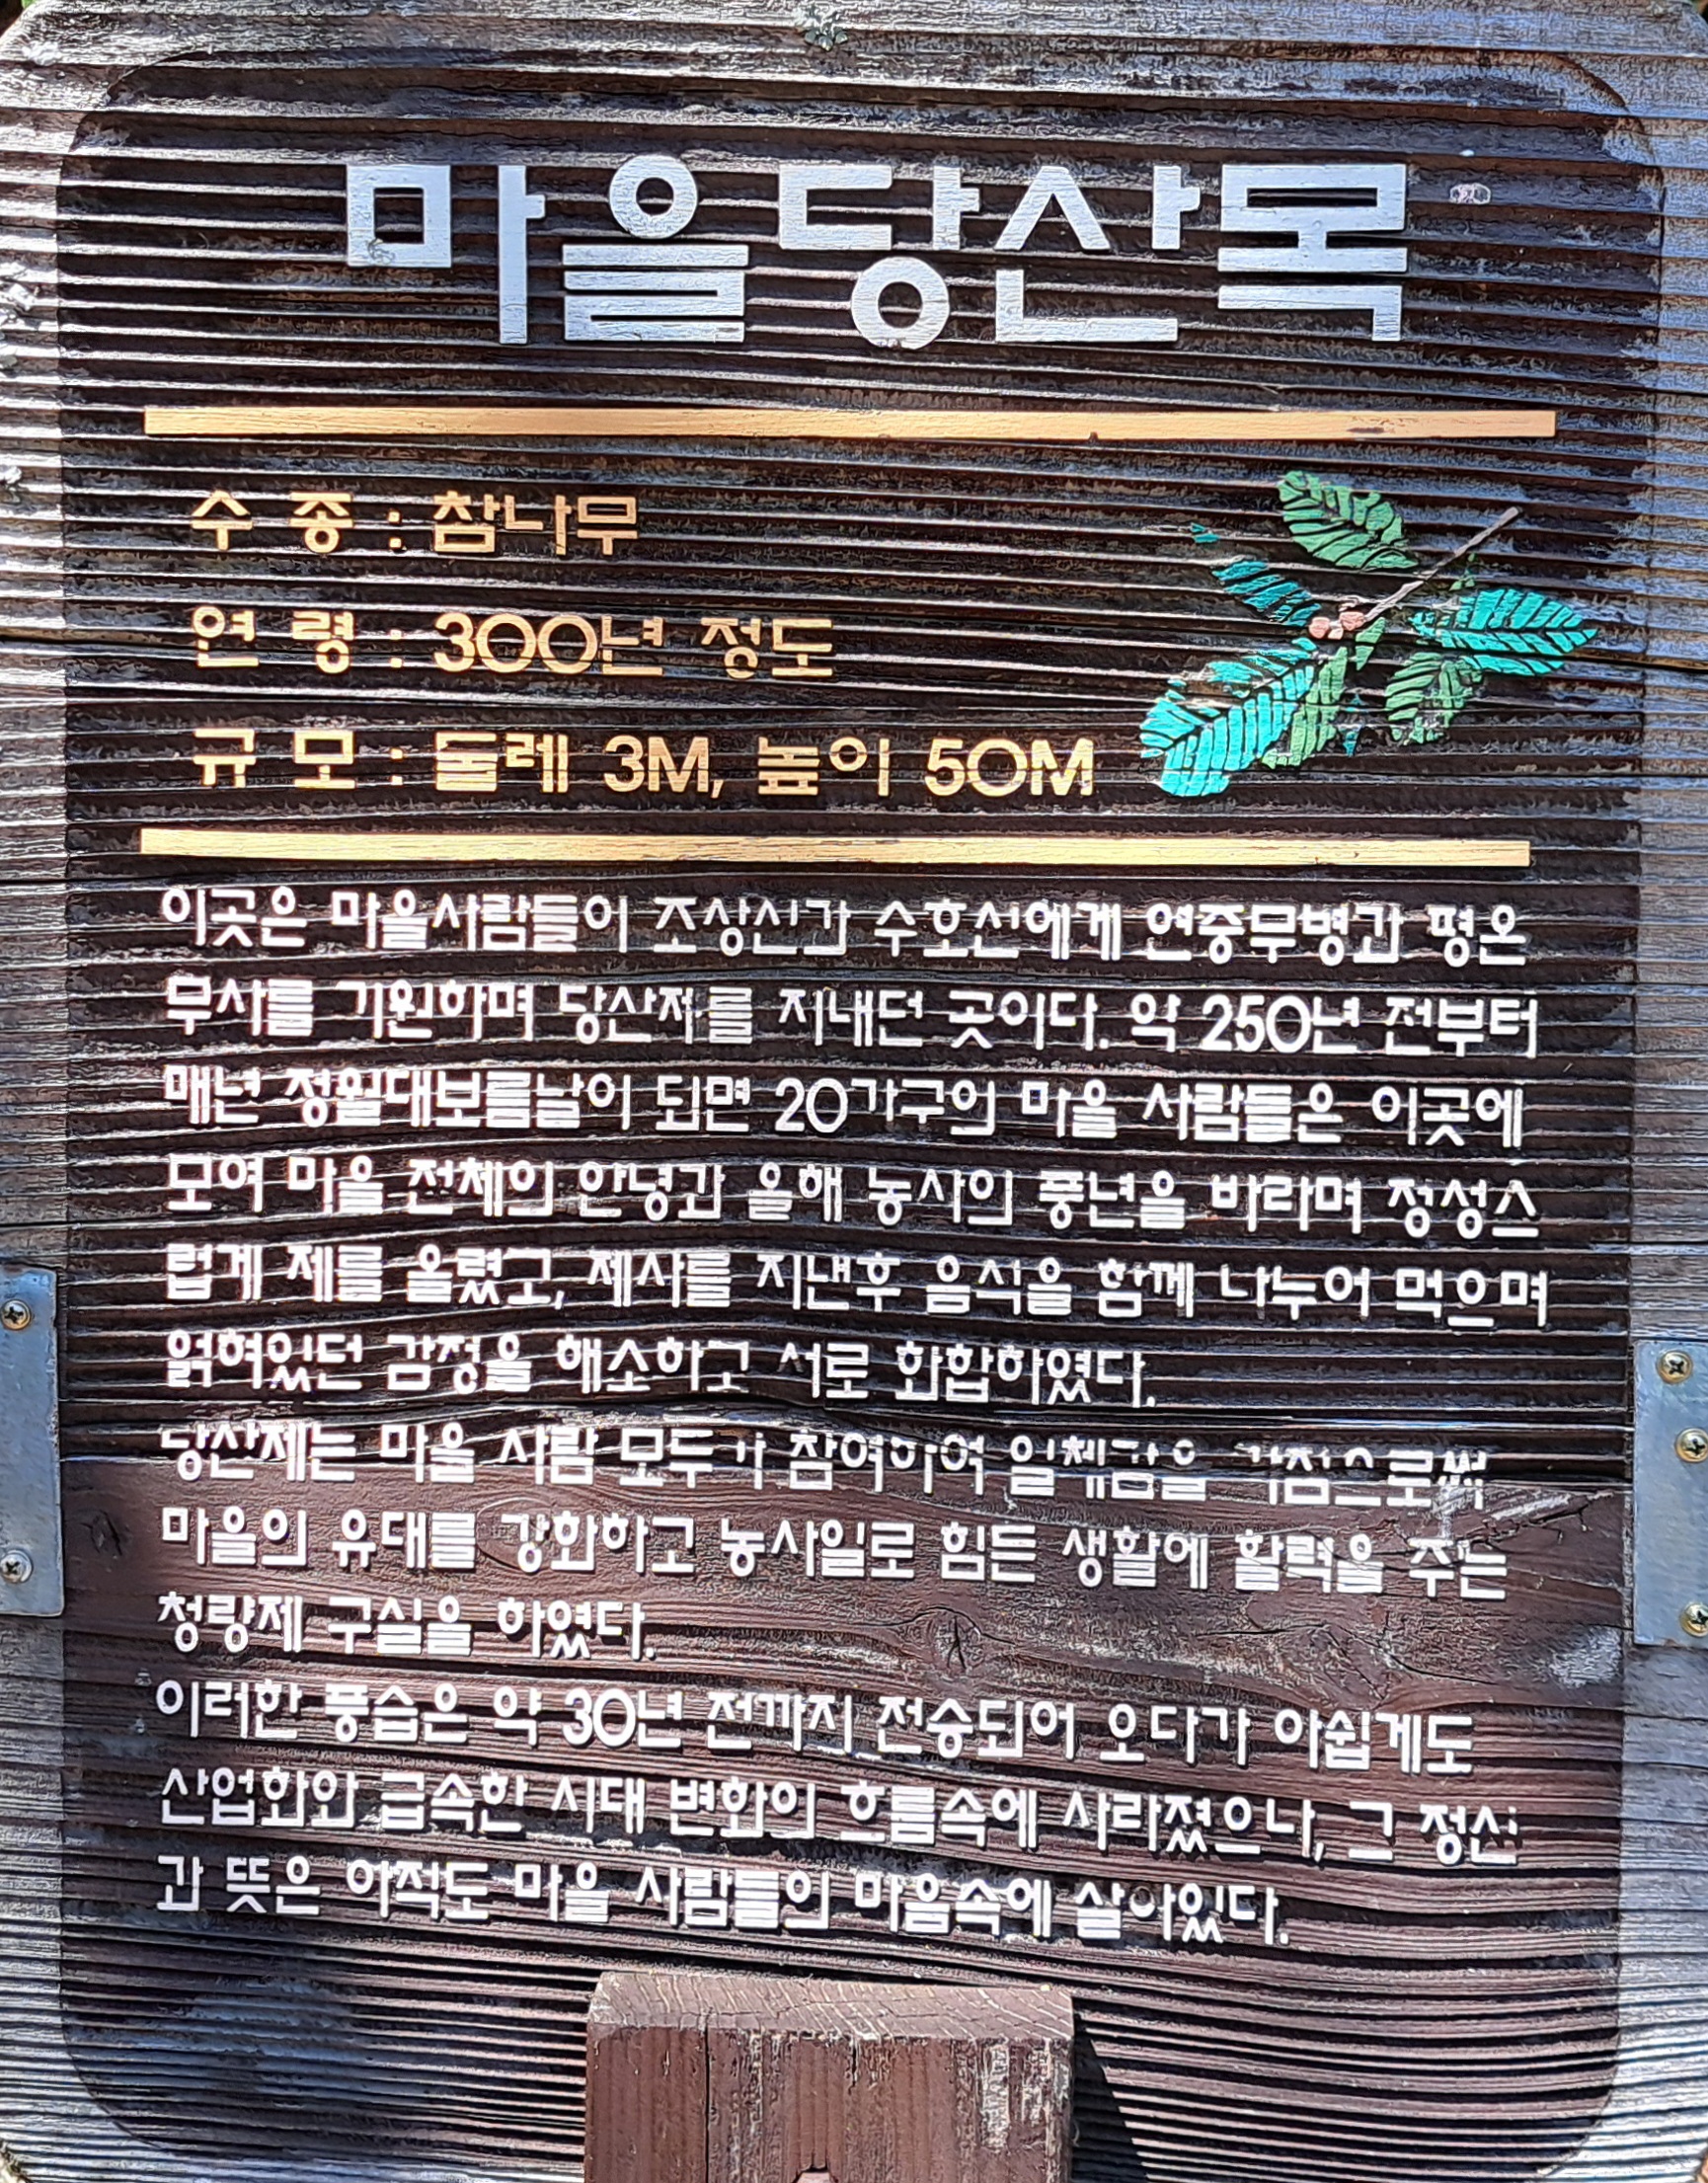 마을당산목
수 종 : 참나무
연 령 : 300년 정도
규 모 : 둘레 3M, 높이 50M
이곳은 마을사람들이 조상신과 수호신에게 연중무병과 평온
무사를 기원하며 당산제를 지내던 곳이다. 약 250년 전부터
매년 정월대보름날이 되면 20가구의 마을 사람들은 이곳에
모여 마을 전체의 안녕과 올해 농사의 풍년을 바라며 정성스
럽게 제를 올렸고, 제사를 지낸후 음식을 함께 나누어 먹으며
얽혀있던 감정을 해소하고 서로 화합하였다.
당산제는 마을 사람 모두가 참여하여 일체감을 가짐으로써
마을의 유대를 강화하고 농사일로 힘든 생활에 활력을 주는
청량제 구실을 하였다.
이러한 풍습은 약 30년 전까지 전승되어 오다가 아쉽게도
산업화와 급속한 시대 변화의 흐름속에 사라졌으나, 그 정신
과 뜻은 아직도 마을 사람들의 마음속에 살아있다.